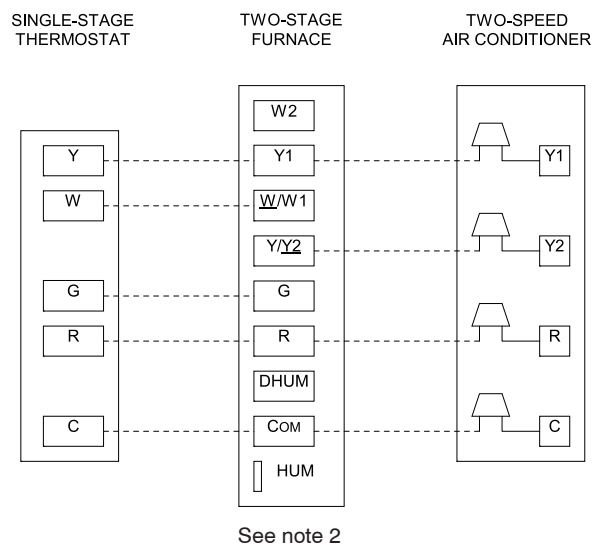 SINGLE-STAGE
THERMOSTAT
TWO-STAGE
FURNACE
TWO-SPEED
AIR CONDITIONER
W2
Y
Y1
Y1
W
W/W1
Y/Y2
Y2
G
G
R
R
R
DHUM
C
COM
C
HUM
See note 2